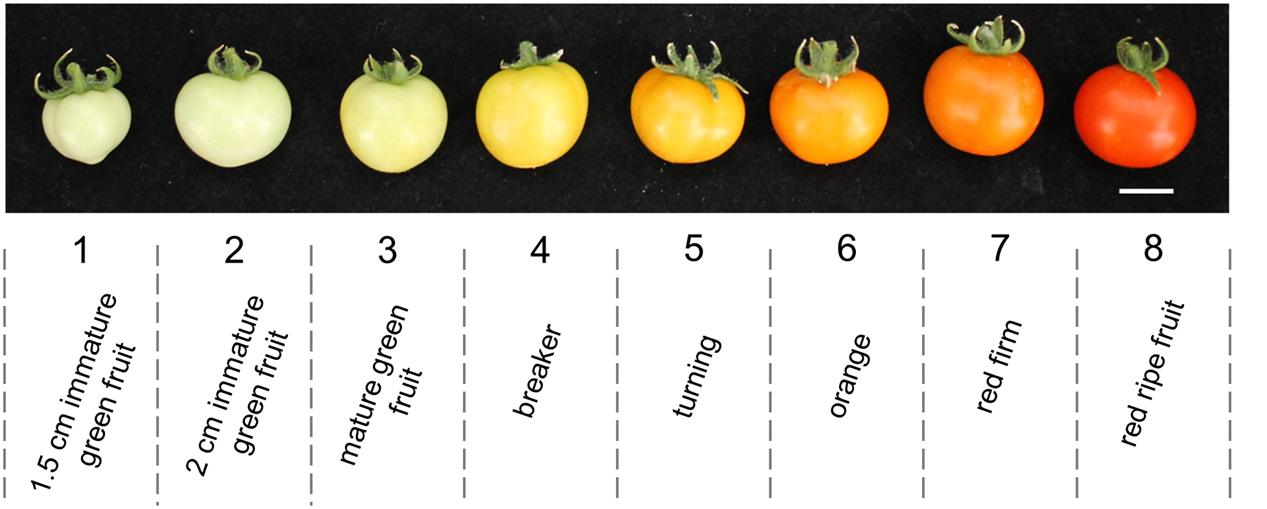 1
2
3
4
5
6
7
8
1.5 cm immature
green fruit
2 cm immature
green fruit
mature green
fruit
breaker
turning
orange
red firm
red ripe fruit